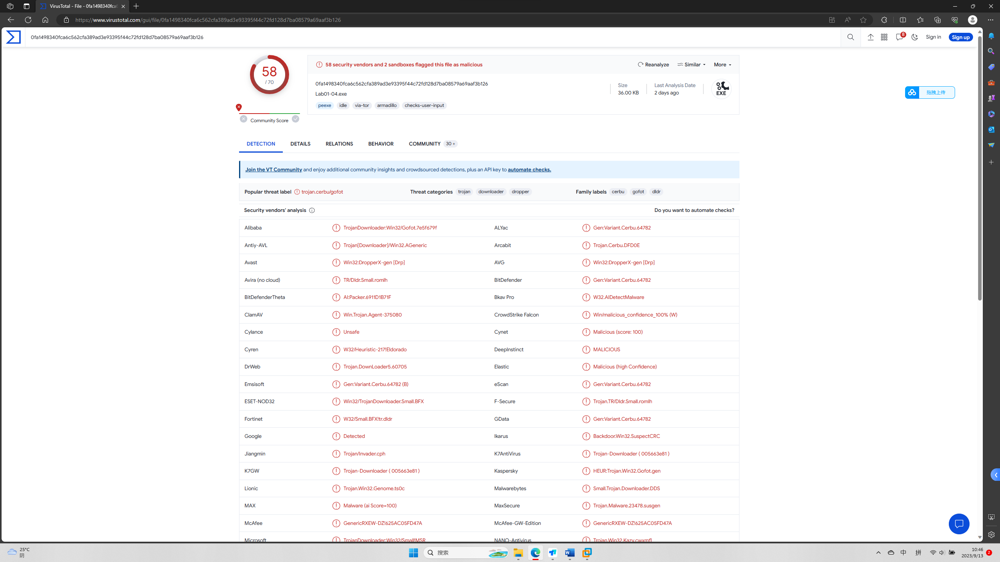 VirusTotal - File - 0fa1498340fca6
https://www.virustotal.com/gui/file/0fa1498340fca6c562cfa389ad3e93395f44c72fd128d7ba08579a69aaf3b126
0fa1498340fca6c562cfa389ad3e93395f44c72fd128d7ba08579a69aaf3b126
8
Sign in
Sign up
58
/ 70
Community Score
58 security vendors and 2 sandboxes flagged this file as malicious
Reanalyze
Similar
More
0fa1498340fca6c562cfa389ad3e93395f44c72fd128d7ba08579a69aaf3b126
Lab01-04.exe
peexe idle via-tor armadillo checks-user-input
Size
36.00 KB
Last Analysis Date
2 days ago
EXE
拖拽上传
DETECTION DETAILS RELATIONS BEHAVIOR COMMUNITY 30 +
Join the VT Community and enjoy additional community insights and crowdsourced detections, plus an API key to automate checks.
Popular threat label trojan.cerbu/gofot Threat categories trojan downloader dropper Family labels cerbu gofot dldr
Security vendors' analysis Do you want to automate checks?
Alibaba TrojanDownloader:Win32/Gofot.7e5f679f ALYac Gen:Variant.Cerbu.64782
Antiy-AVL Trojan[Downloader]/Win32.AGeneric Arcabit Trojan.Cerbu.DFD0E
Avast Win32:DropperX-gen [Drp] AVG Win32:DropperX-gen [Drp]
Avira (no cloud) TR/Dldr.Small.romlh BitDefender Gen:Variant.Cerbu.64782
BitDefenderTheta AI:Packer.6911D1B71F Bkav Pro W32.AIDetectMalware
ClamAV Win.Trojan.Agent-375080 CrowdStrike Falcon Win/malicious_confidence_100% (W)
Cylance Unsafe Cynet Malicious (score: 100)
Cyren W32/Heuristic-217!Eldorado DeepInstinct MALICIOUS
DrWeb Trojan.DownLoader5.60705 Elastic Malicious (high Confidence)
Emsisoft Gen:Variant.Cerbu.64782 (B) eScan Gen:Variant.Cerbu.64782
ESET-NOD32 Win32/TrojanDownloader.Small.BFX F-Secure Trojan.TR/Dldr.Small.romlh
Fortinet W32/Small.BFX!tr.dldr GData Gen:Variant.Cerbu.64782
Google Detected Ikarus Backdoor.Win32.SuspectCRC
Jiangmin Trojan/Invader.cph K7AntiVirus Trojan-Downloader ( 005663e81 )
K7GW Trojan-Downloader ( 005663e81 ) Kaspersky HEUR:Trojan.Win32.Gofot.gen
Lionic Trojan.Win32.Genome.ts0c Malwarebytes Small.Trojan.Downloader.DDS
MAX Malware (ai Score=100) MaxSecure Trojan.Malware.23478.susgen
McAfee GenericRXEW-DZ!625AC05FD47A McAfee-GW-Edition GenericRXEW-DZ!625AC05FD47A
Microsoft TrojanDownloader:Win32/Small!MSR NANO-Antivirus Trojan.Win32.Kazy.cwxmfl
25°C
阴
搜索
中
拼
10:46
2023/9/13
2